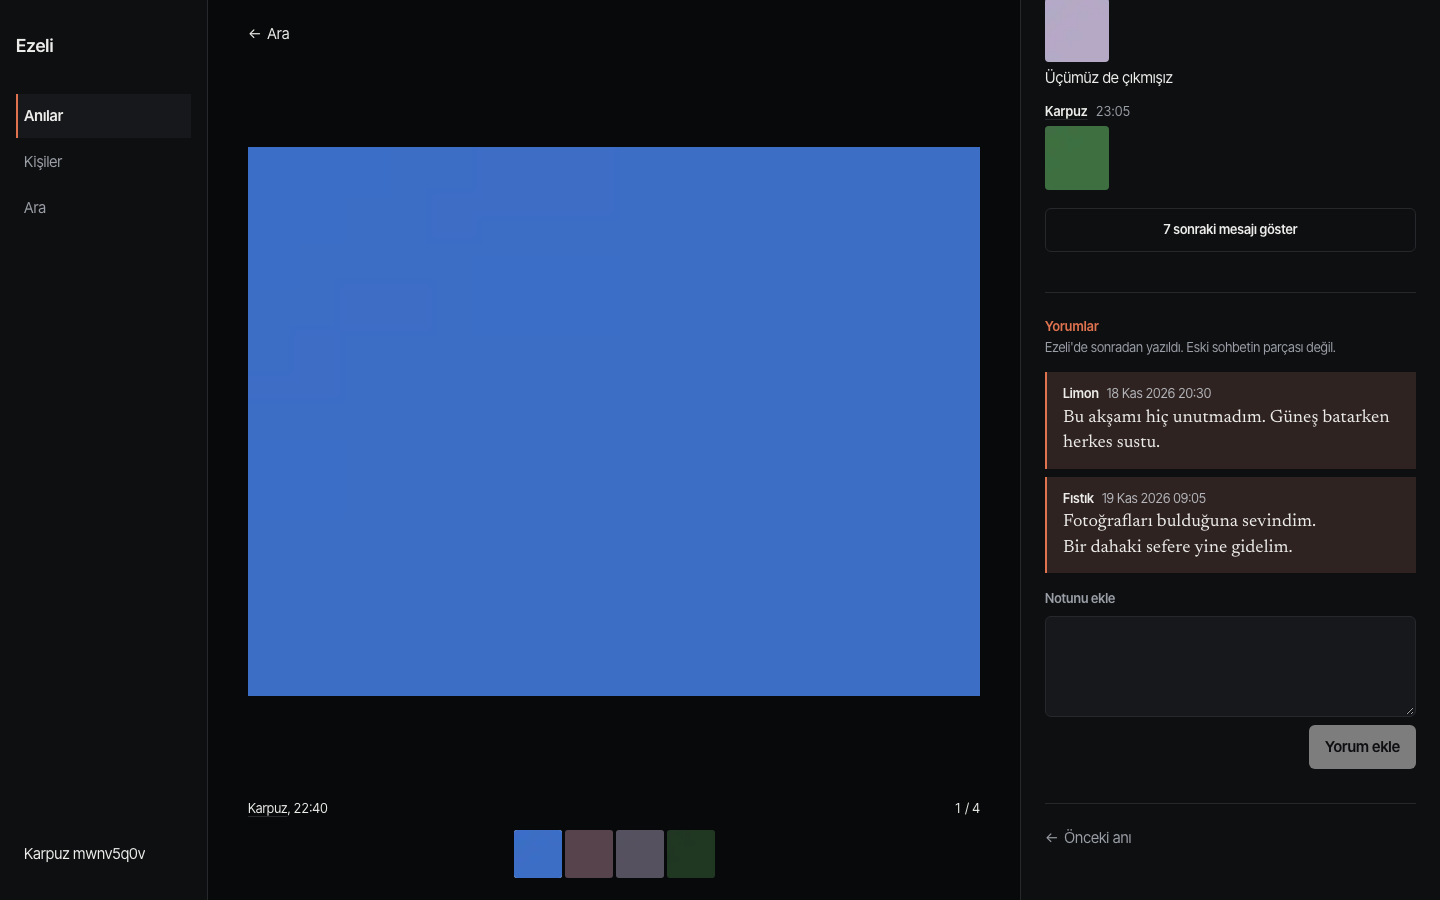 Ezeli
Anılar
Kişiler
Ara
Karpuz mwnv5q0v
← Ara
Karpuz, 22:40
1 / 4
Üçümüz de çıkmışız
Karpuz 23:05
7 sonraki mesajı göster
Yorumlar
Ezeli'de sonradan yazıldı. Eski sohbetin parçası değil.
Limon 18 Kas 2026 20:30
Bu akşamı hiç unutmadım. Güneş batarken
herkes sustu.
Fıstık 19 Kas 2026 09:05
Fotoğrafları bulduğuna sevindim.
Bir dahaki sefere yine gidelim.
Notunu ekle
Yorum ekle
← Önceki anı